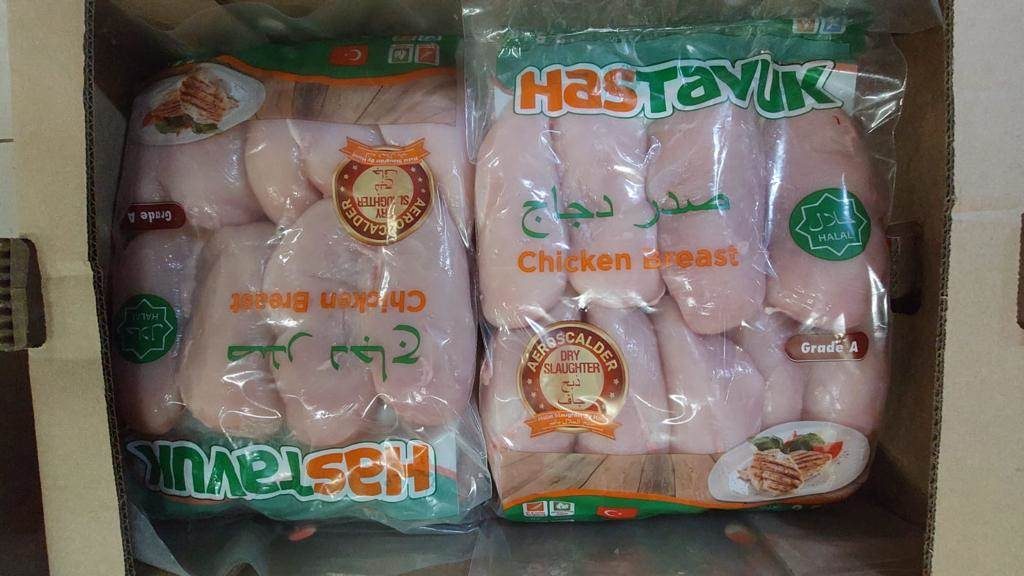 HasTavuk
صدر دجاج
Chicken Breast
حلال
HALAL
AEROSCALDER
DRY
SLAUGHTER
ذبح
جاف
Grade A
Grade A
AEROSCALDER
DRY
SLAUGHTER
Chicken Breast
صدر دجاج
حلال
HALAL
HasTavuk